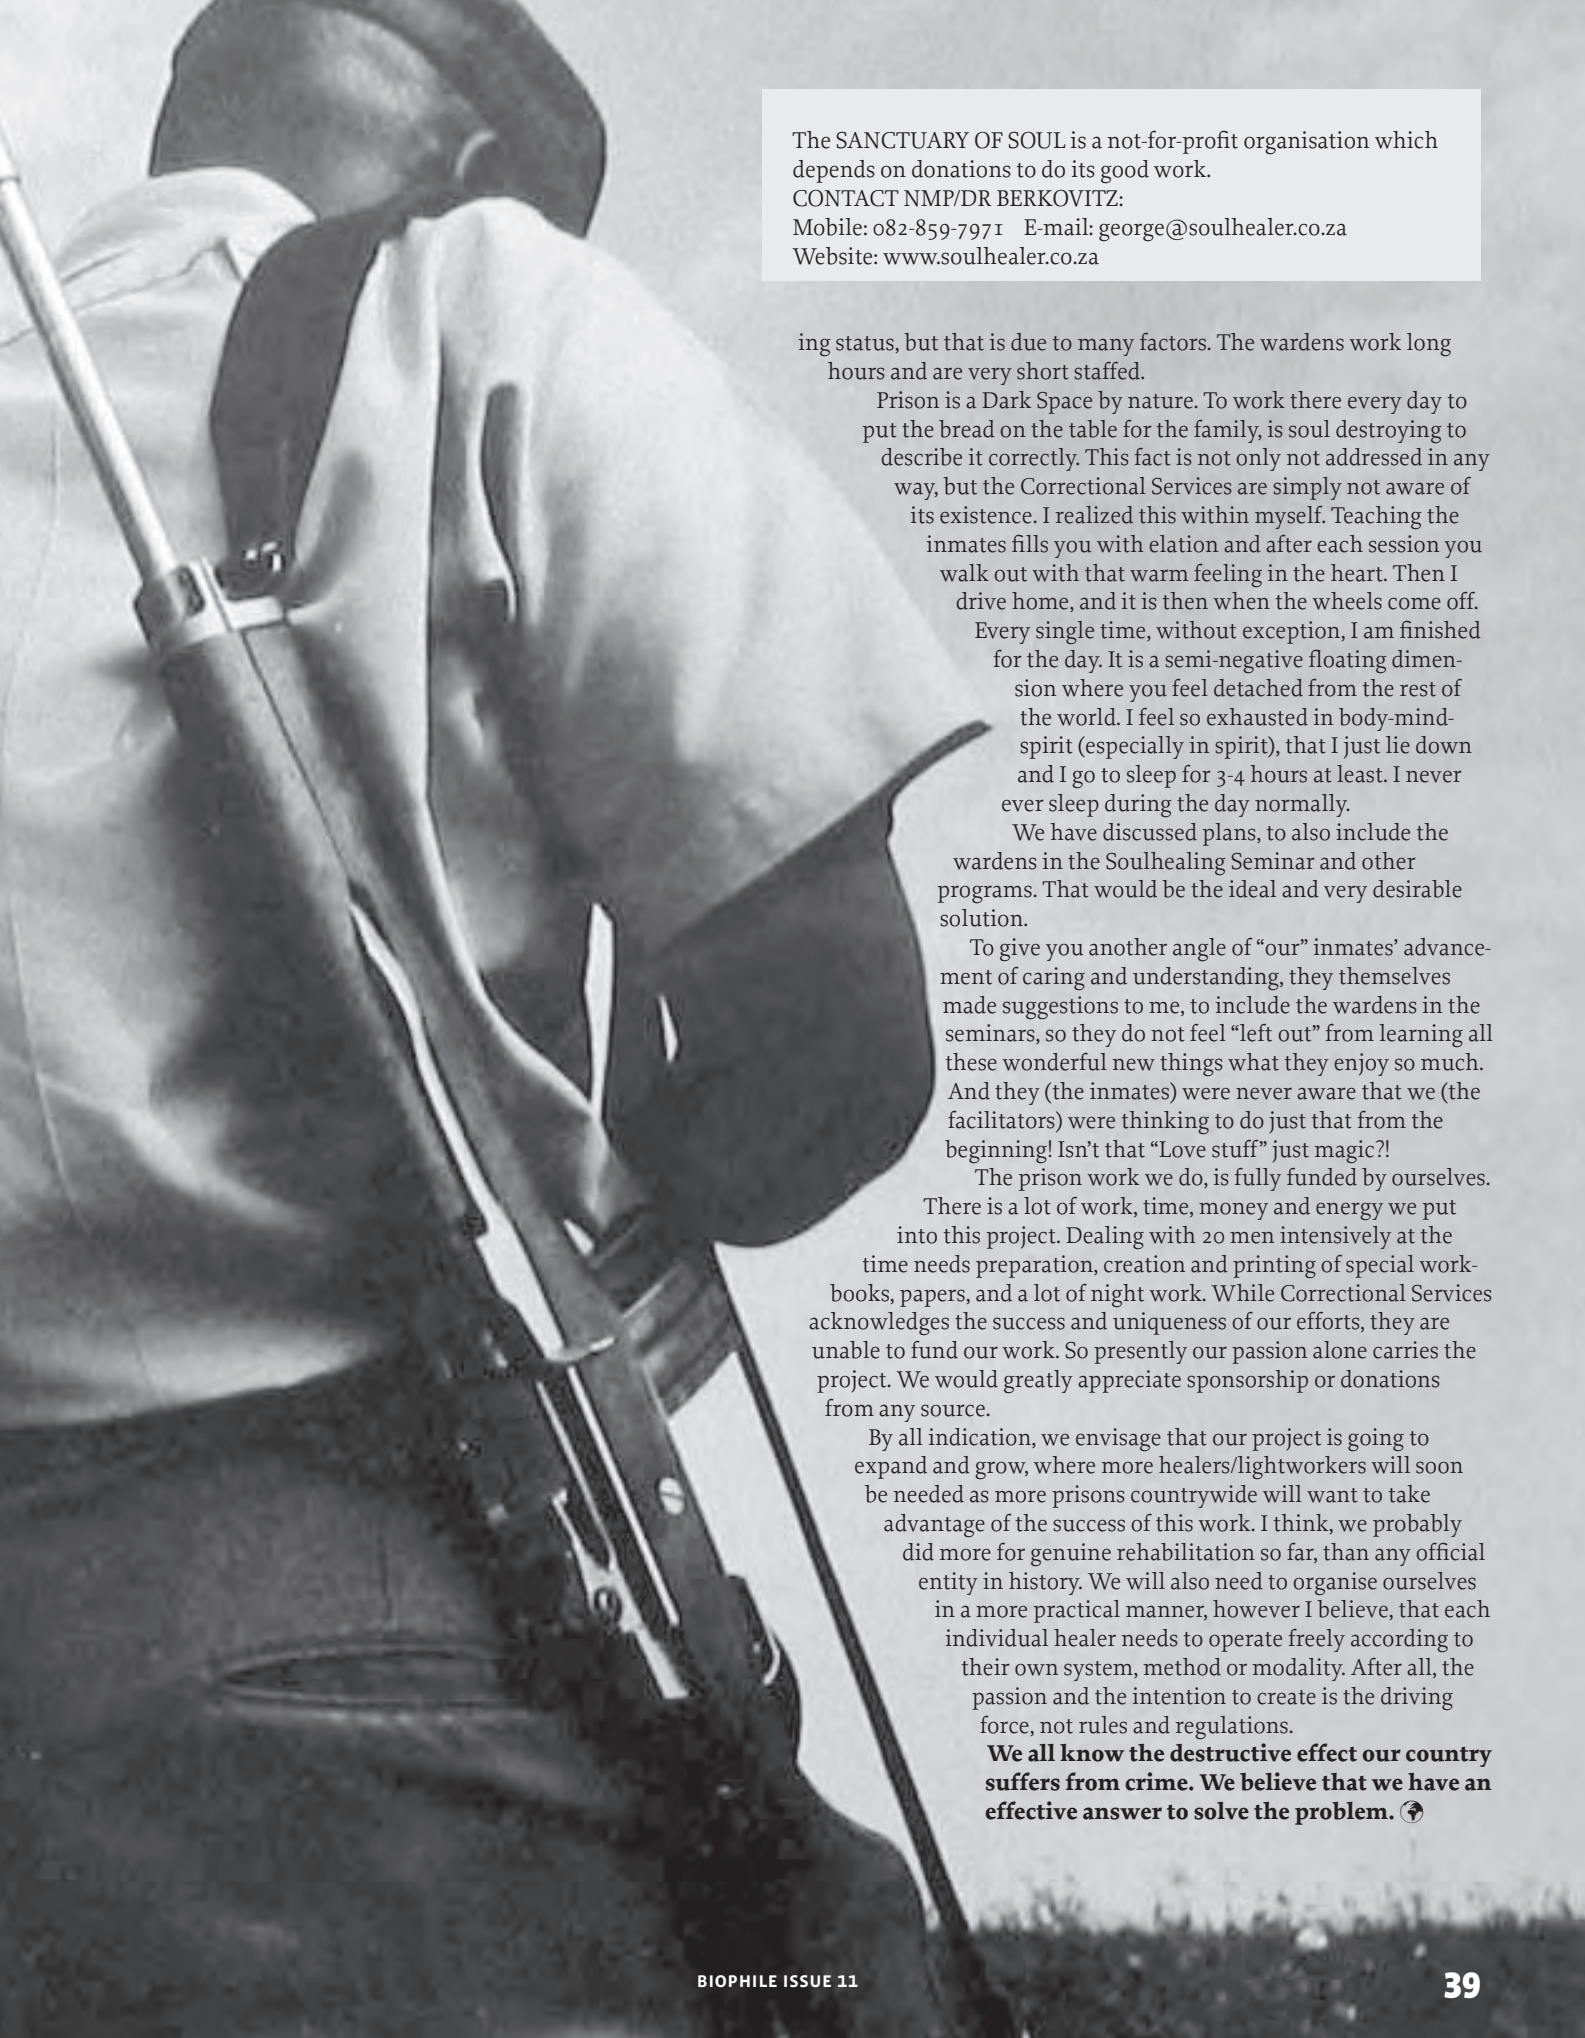 The SANCTUARY OF SOUL is a not-for-profit organisation which
depends on donations to do its good work.
CONTACT NMP/DR BERKOVITZ:
Mobile: 082-859-7971 E-mail: george@soulhealer.co.za
Website: www.soulhealer.co.za
ing status, but that is due to many factors. The wardens work long
hours and are very short staffed.
Prison is a Dark Space by nature. To work there every day to
put the bread on the table for the family, is soul destroying to
describe it correctly. This fact is not only not addressed in any
way, but the Correctional Services are simply not aware of
its existence. I realized this within myself. Teaching the
inmates fills you with elation and after each session you
walk out with that warm feeling in the heart. Then I
drive home, and it is then when the wheels come off.
Every single time, without exception, I am finished
for the day. It is a semi-negative floating dimen-
sion where you feel detached from the rest of
the world. I feel so exhausted in body-mind-
spirit (especially in spirit), that I just lie down
and I go to sleep for 3-4 hours at least. I never
ever sleep during the day normally.
We have discussed plans, to also include the
wardens in the Soulhealing Seminar and other
programs. That would be the ideal and very desirable
solution.
To give you another angle of “our” inmates’ advance-
ment of caring and understanding, they themselves
made suggestions to me, to include the wardens in the
seminars, so they do not feel “left out” from learning all
these wonderful new things what they enjoy so much.
And they (the inmates) were never aware that we (the
facilitators) were thinking to do just that from the
beginning! Isn’t that “Love stuff” just magic?!
The prison work we do, is fully funded by ourselves.
There is a lot of work, time, money and energy we put
into this project. Dealing with 20 men intensively at the
time needs preparation, creation and printing of special work-
books, papers, and a lot of night work. While Correctional Services
acknowledges the success and uniqueness of our efforts, they are
unable to fund our work. So presently our passion alone carries the
project. We would greatly appreciate sponsorship or donations
from any source.
By all indication, we envisage that our project is going to
expand and grow, where more healers/lightworkers will soon
be needed as more prisons countrywide will want to take
advantage of the success of this work. I think, we probably
did more for genuine rehabilitation so far, than any official
entity in history. We will also need to organise ourselves
in a more practical manner, however I believe, that each
individual healer needs to operate freely according to
their own system, method or modality. After all, the
passion and the intention to create is the driving
force, not rules and regulations.
We all know the destructive effect our country
suffers from crime. We believe that we have an
effective answer to solve the problem.
BIOPHILE ISSUE 11
39